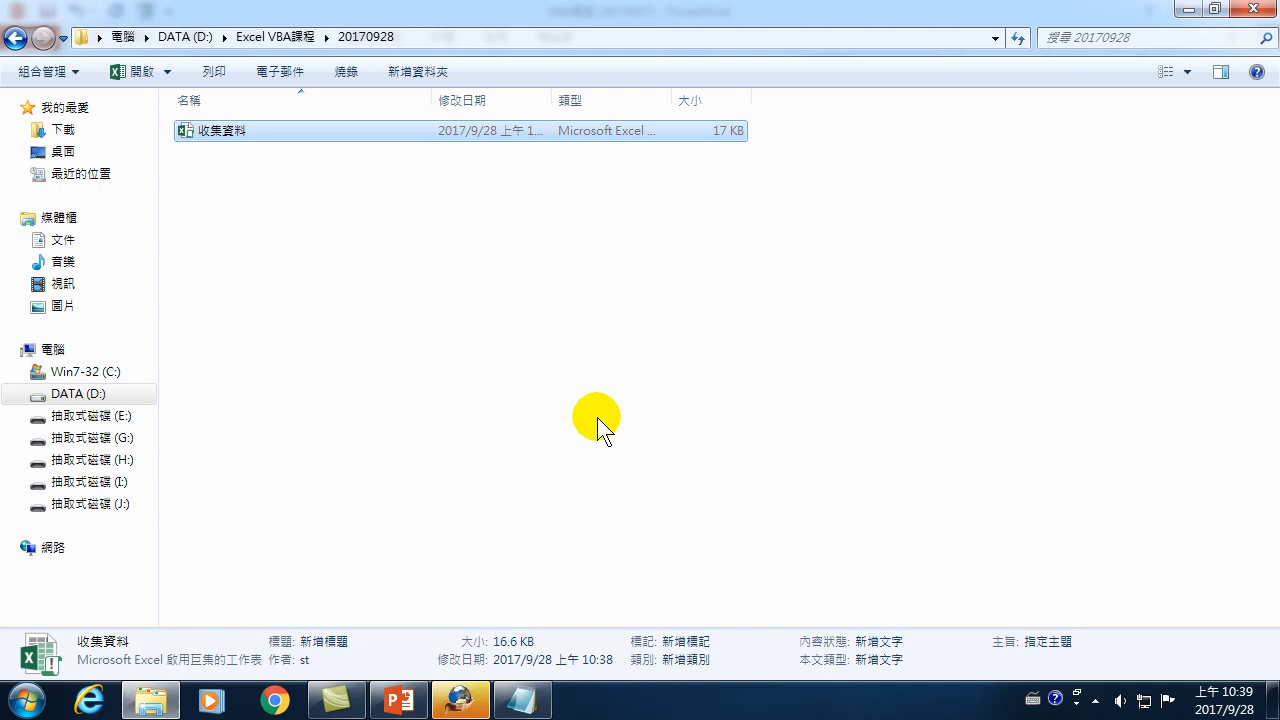 電腦 DATA (D:) Excel VBA課程 20170928
搜尋 20170928
組合管理 開啟 列印 電子郵件 燒錄 新增資料夾
名稱 修改日期 類型 大小
收集資料 2017/9/28 上午 1... Microsoft Excel ... 17 KB
我的最愛
下載
桌面
最近的位置
媒體櫃
文件
音樂
視訊
圖片
電腦
Win7-32 (C:)
DATA (D:)
抽取式磁碟 (E:)
抽取式磁碟 (G:)
抽取式磁碟 (H:)
抽取式磁碟 (I:)
抽取式磁碟 (J:)
網路
收集資料 標題: 新增標題 大小: 16.6 KB 標記: 新增標記 內容狀態: 新增文字 主旨: 指定主題
Microsoft Excel 啟用巨集的工作表 作者: st 修改日期: 2017/9/28 上午 10:38 類別: 新增類別 本文類型: 新增文字
上午 10:39
2017/9/28